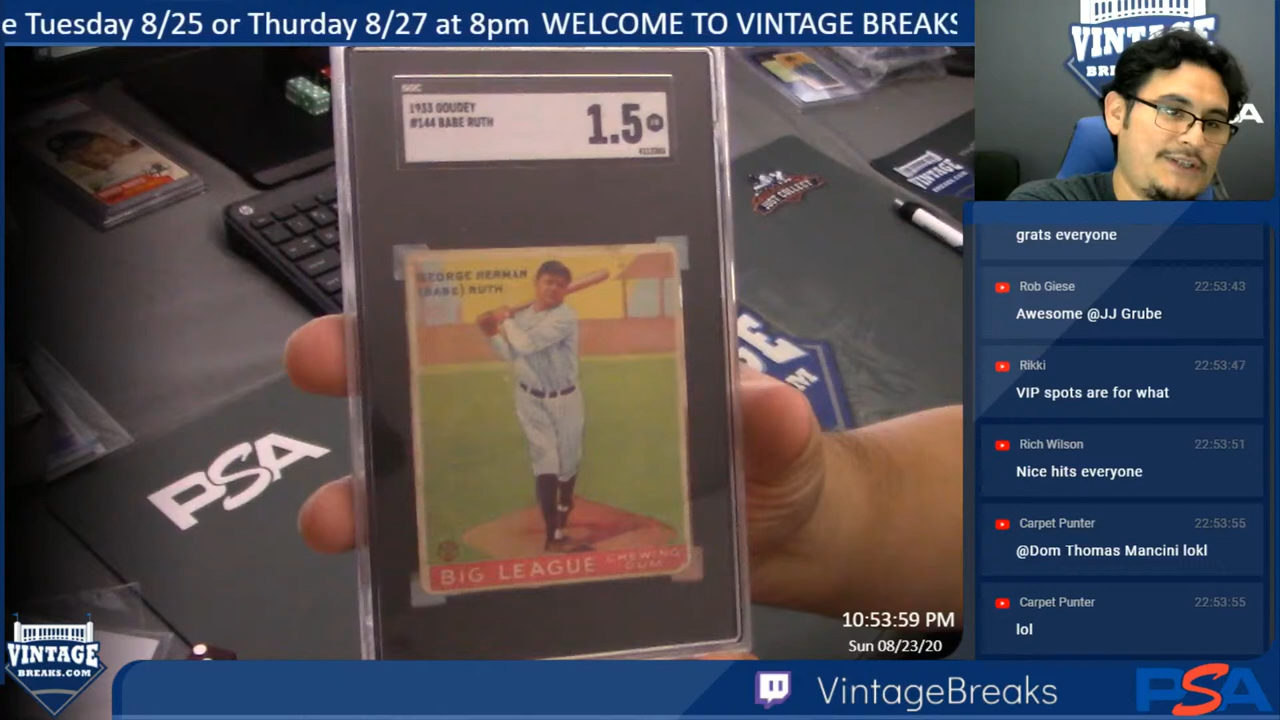 e Tuesday 8/25 or Thurday 8/27 at 8pm WELCOME TO VINTAGE BREAKS
VINTAGE
SGC
1933 GOUDEY
#144 BABE RUTH
1.5
GEORGE HERMAN
(BABE) RUTH
BIG LEAGUE CHEWING
GUM
JUST COLLECT
PSA
grats everyone
Rob Giese 22:53:43
Awesome @JJ Grube
Rikki 22:53:47
VIP spots are for what
Rich Wilson 22:53:51
Nice hits everyone
Carpet Punter 22:53:55
@Dom Thomas Mancini lokl
Carpet Punter 22:53:55
lol
10:53:59 PM
Sun 08/23/20
VINTAGE
BREAKS.COM
VintageBreaks
PSA